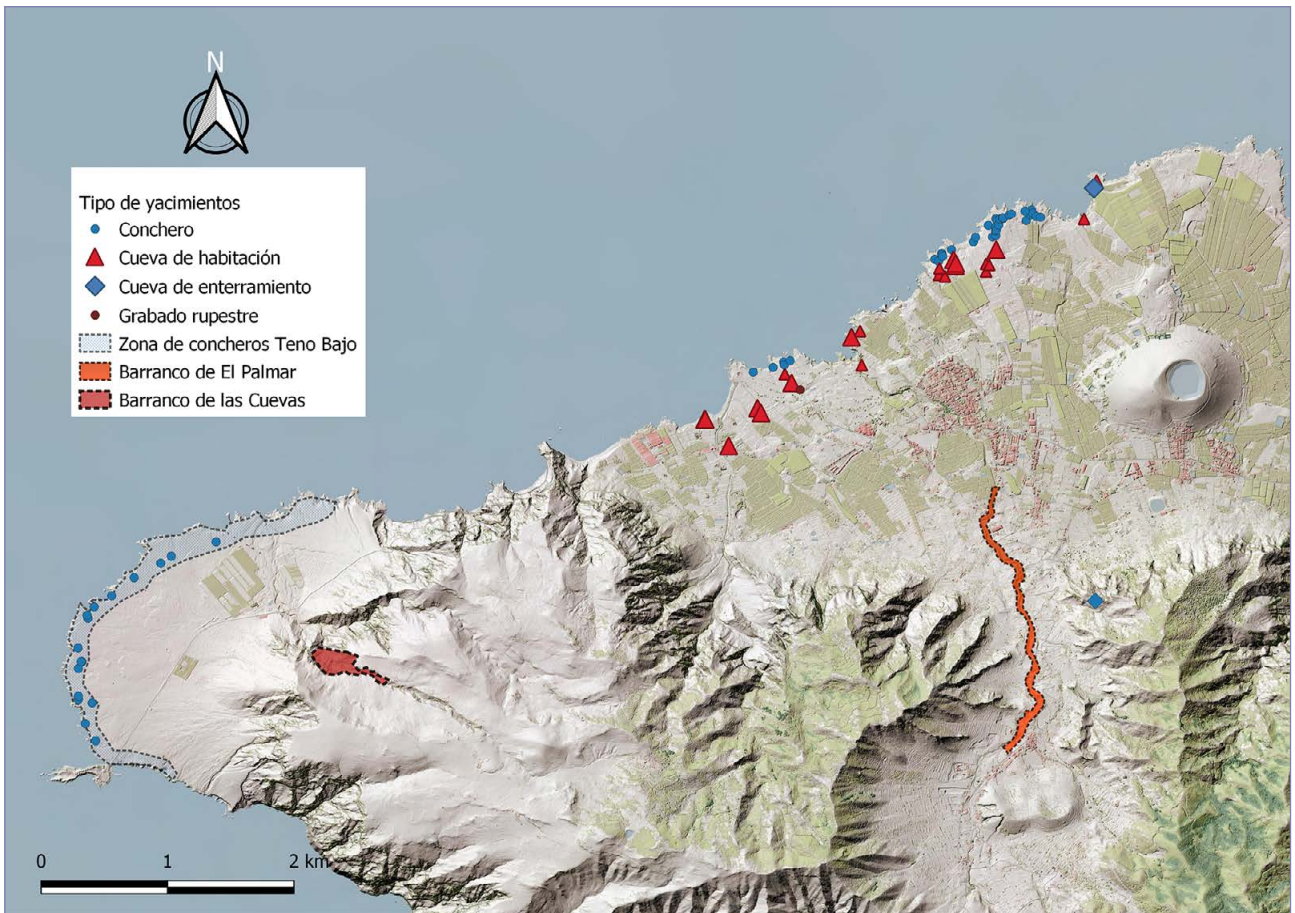 N
Tipo de yacimientos
Conchero
Cueva de habitación
Cueva de enterramiento
Grabado rupestre
Zona de concheros Teno Bajo
Barranco de El Palmar
Barranco de las Cuevas
0 1 2 km